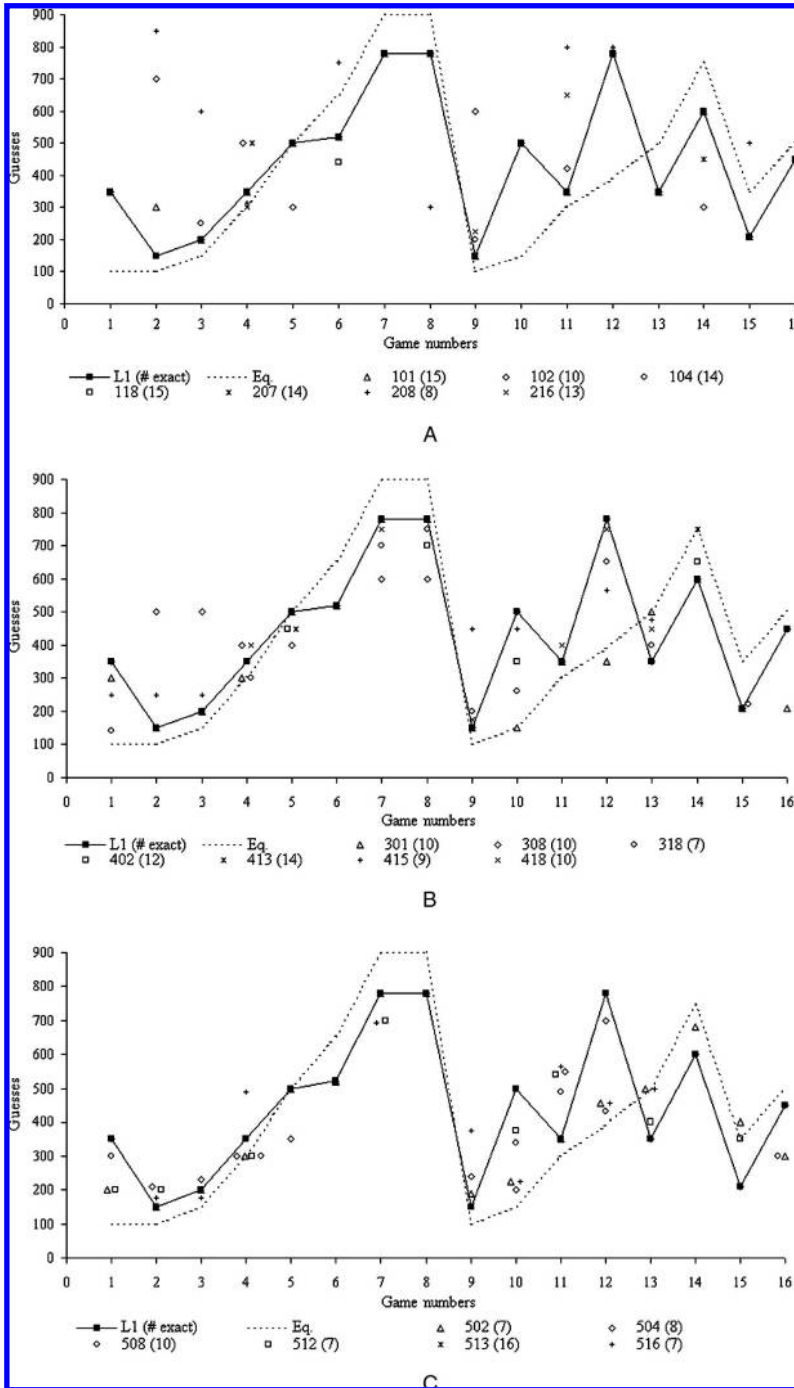 900
800
700
600
500
400
300
200
100
0
Guesses
0 1 2 3 4 5 6 7 8 9 10 11 12 13 14 15
Game numbers
L1 (# exact) Eq. 101 (15) 102 (10) 104 (14)
118 (15) 207 (14) 208 (8) 216 (13)
A
900
800
700
600
500
400
300
200
100
0
Guesses
0 1 2 3 4 5 6 7 8 9 10 11 12 13 14 15 16
Game numbers
L1 (# exact) Eq. 301 (10) 308 (10) 318 (7)
402 (12) 413 (14) 415 (9) 418 (10)
B
900
800
700
600
500
400
300
200
100
0
Guesses
0 1 2 3 4 5 6 7 8 9 10 11 12 13 14 15 16
Game numbers
L1 (# exact) Eq. 502 (7) 504 (8)
508 (10) 512 (7) 513 (16) 516 (7)
C